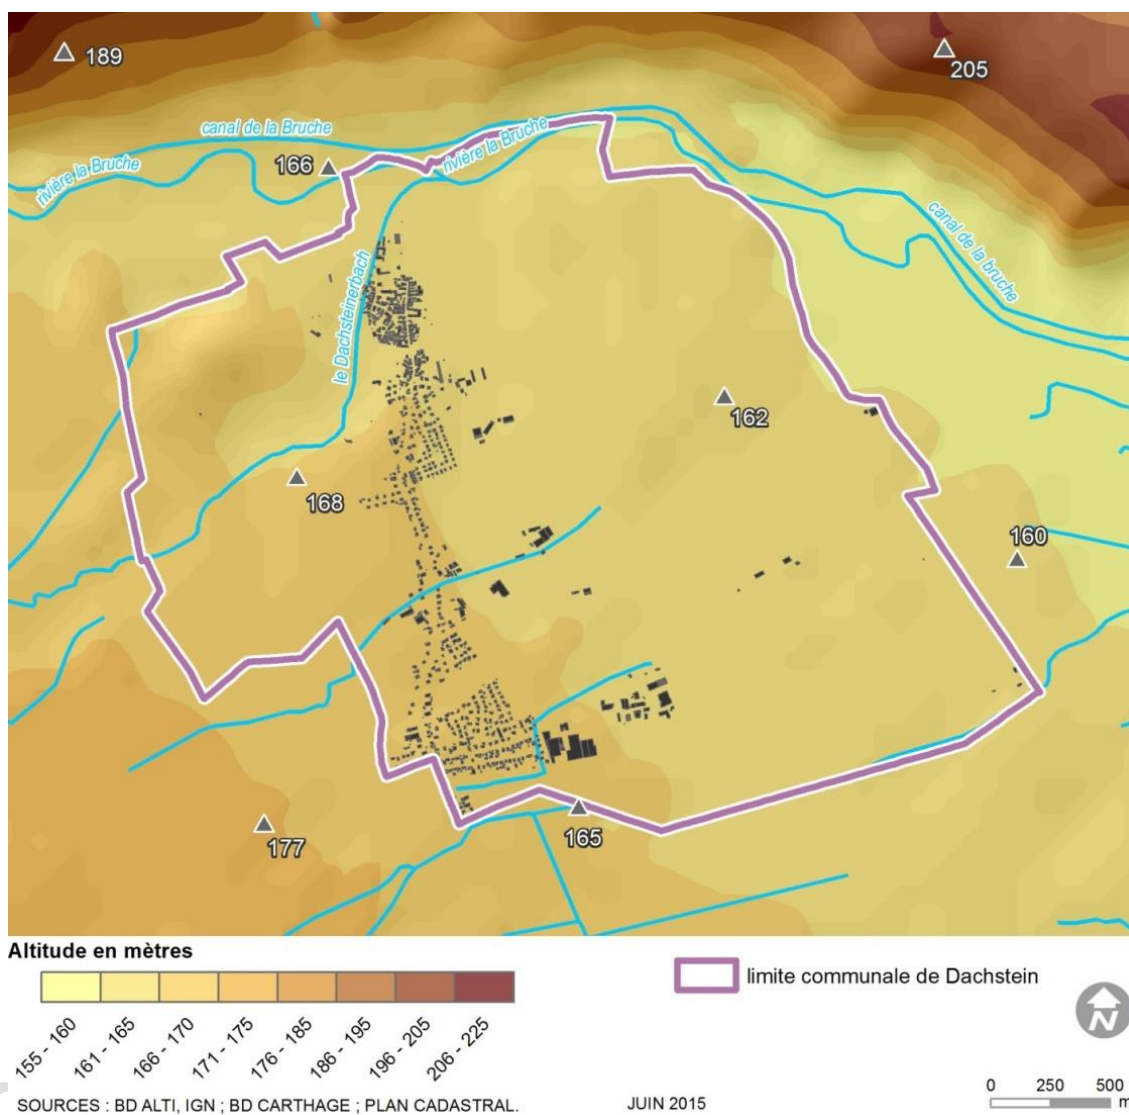 189
205
canal de la Bruche
rivière la Bruche
166
rivière la Bruche
canal de la bruche
le Dachsteinerbach
162
168
160
165
177
Altitude en mètres
155 - 160
161 - 165
166 - 170
171 - 175
176 - 185
186 - 195
196 - 205
206 - 225
limite communale de Dachstein
N
SOURCES : BD ALTI, IGN ; BD CARTHAGE ; PLAN CADASTRAL.
JUIN 2015
0 250 500
m